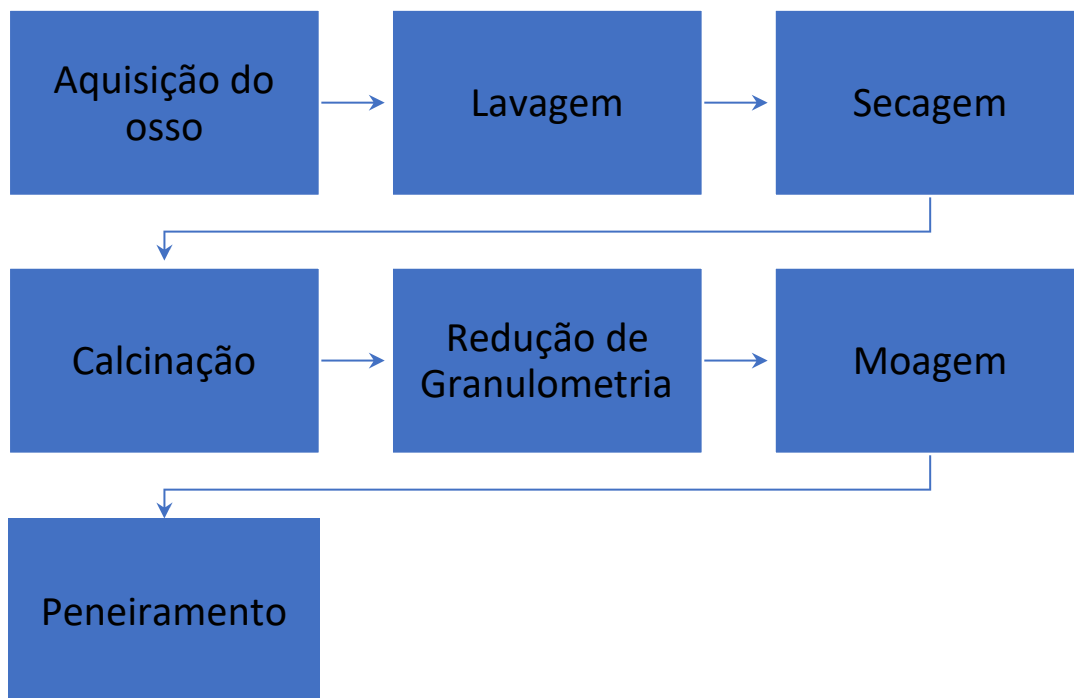 Aquisição do
osso
Lavagem
Secagem
Calcinação
Redução de
Granulometria
Moagem
Peneiramento